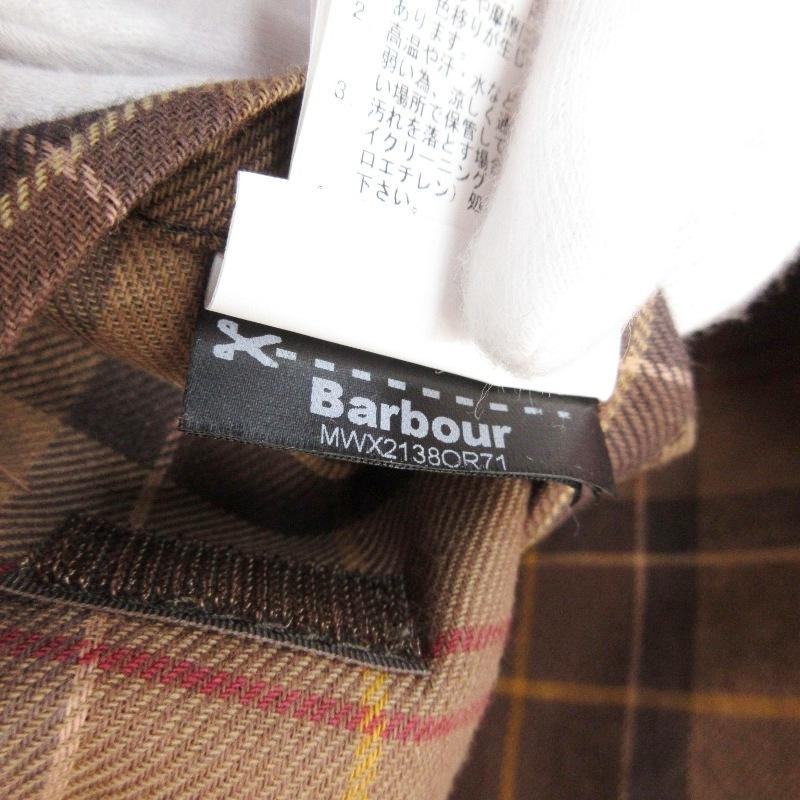 2
あります。
色移りが生じ
高温や汗・水など
弱い為、涼しく通
い場所で保管して
3.
汚れを落とす場合
イクリーニング
ロエチレン）処
下さい。
Barbour
MWX2138OR71